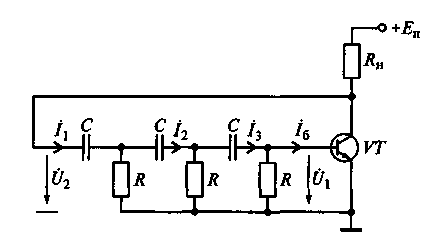 +Eп
Rн
İ1 C C İ2 C İ3 İб VT
U̇2 R R R U̇1